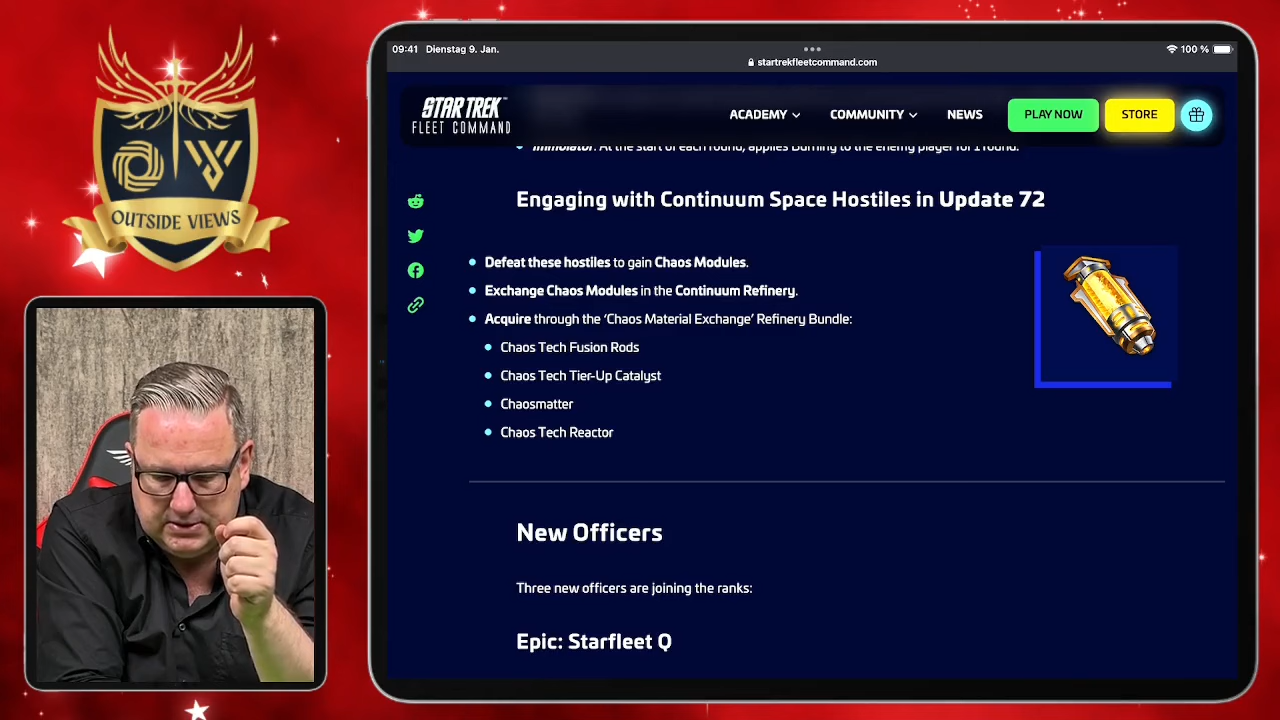 09:41 Dienstag 9. Jan.
100 %
startrekfleetcommand.com
STAR TREK
FLEET COMMAND
ACADEMY
COMMUNITY
NEWS
PLAY NOW
STORE
Immolator: At the start of each round, applies Burning to the enemy player for 1 round.
Engaging with Continuum Space Hostiles in Update 72
Defeat these hostiles to gain Chaos Modules.
Exchange Chaos Modules in the Continuum Refinery.
Acquire through the ‘Chaos Material Exchange’ Refinery Bundle:
Chaos Tech Fusion Rods
Chaos Tech Tier-Up Catalyst
Chaosmatter
Chaos Tech Reactor
New Officers
Three new officers are joining the ranks:
Epic: Starfleet Q
OUTSIDE VIEWS